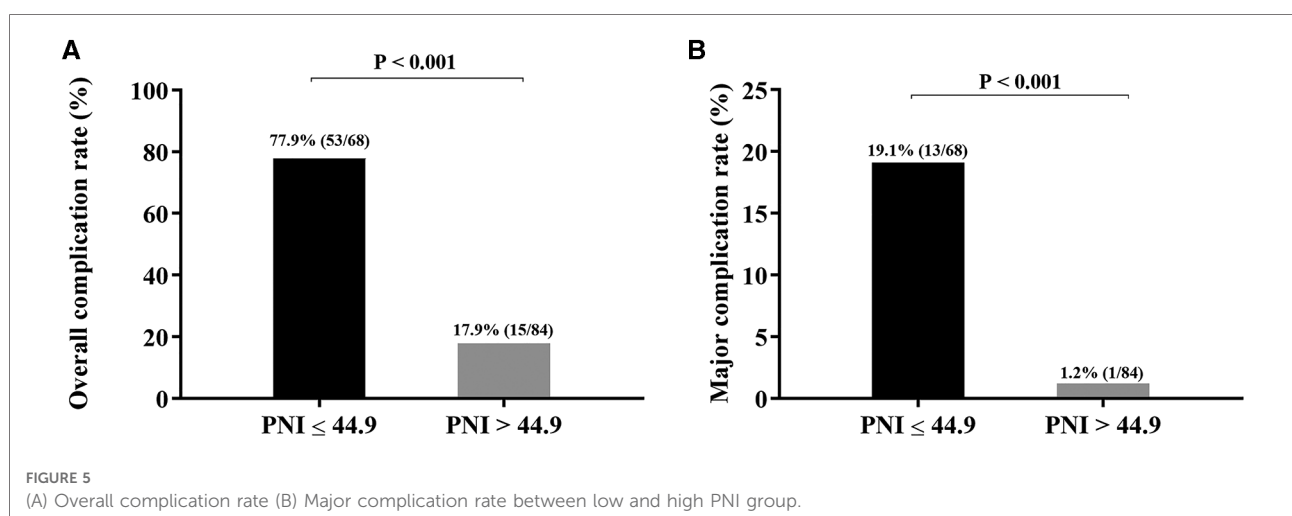 A
P < 0.001
Overall complication rate (%)
100
80
60
40
20
0
77.9% (53/68)
17.9% (15/84)
PNI ≤ 44.9
PNI > 44.9
B
P < 0.001
Major complication rate (%)
25
20
15
10
5
0
19.1% (13/68)
1.2% (1/84)
PNI ≤ 44.9
PNI > 44.9
FIGURE 5
(A) Overall complication rate (B) Major complication rate between low and high PNI group.